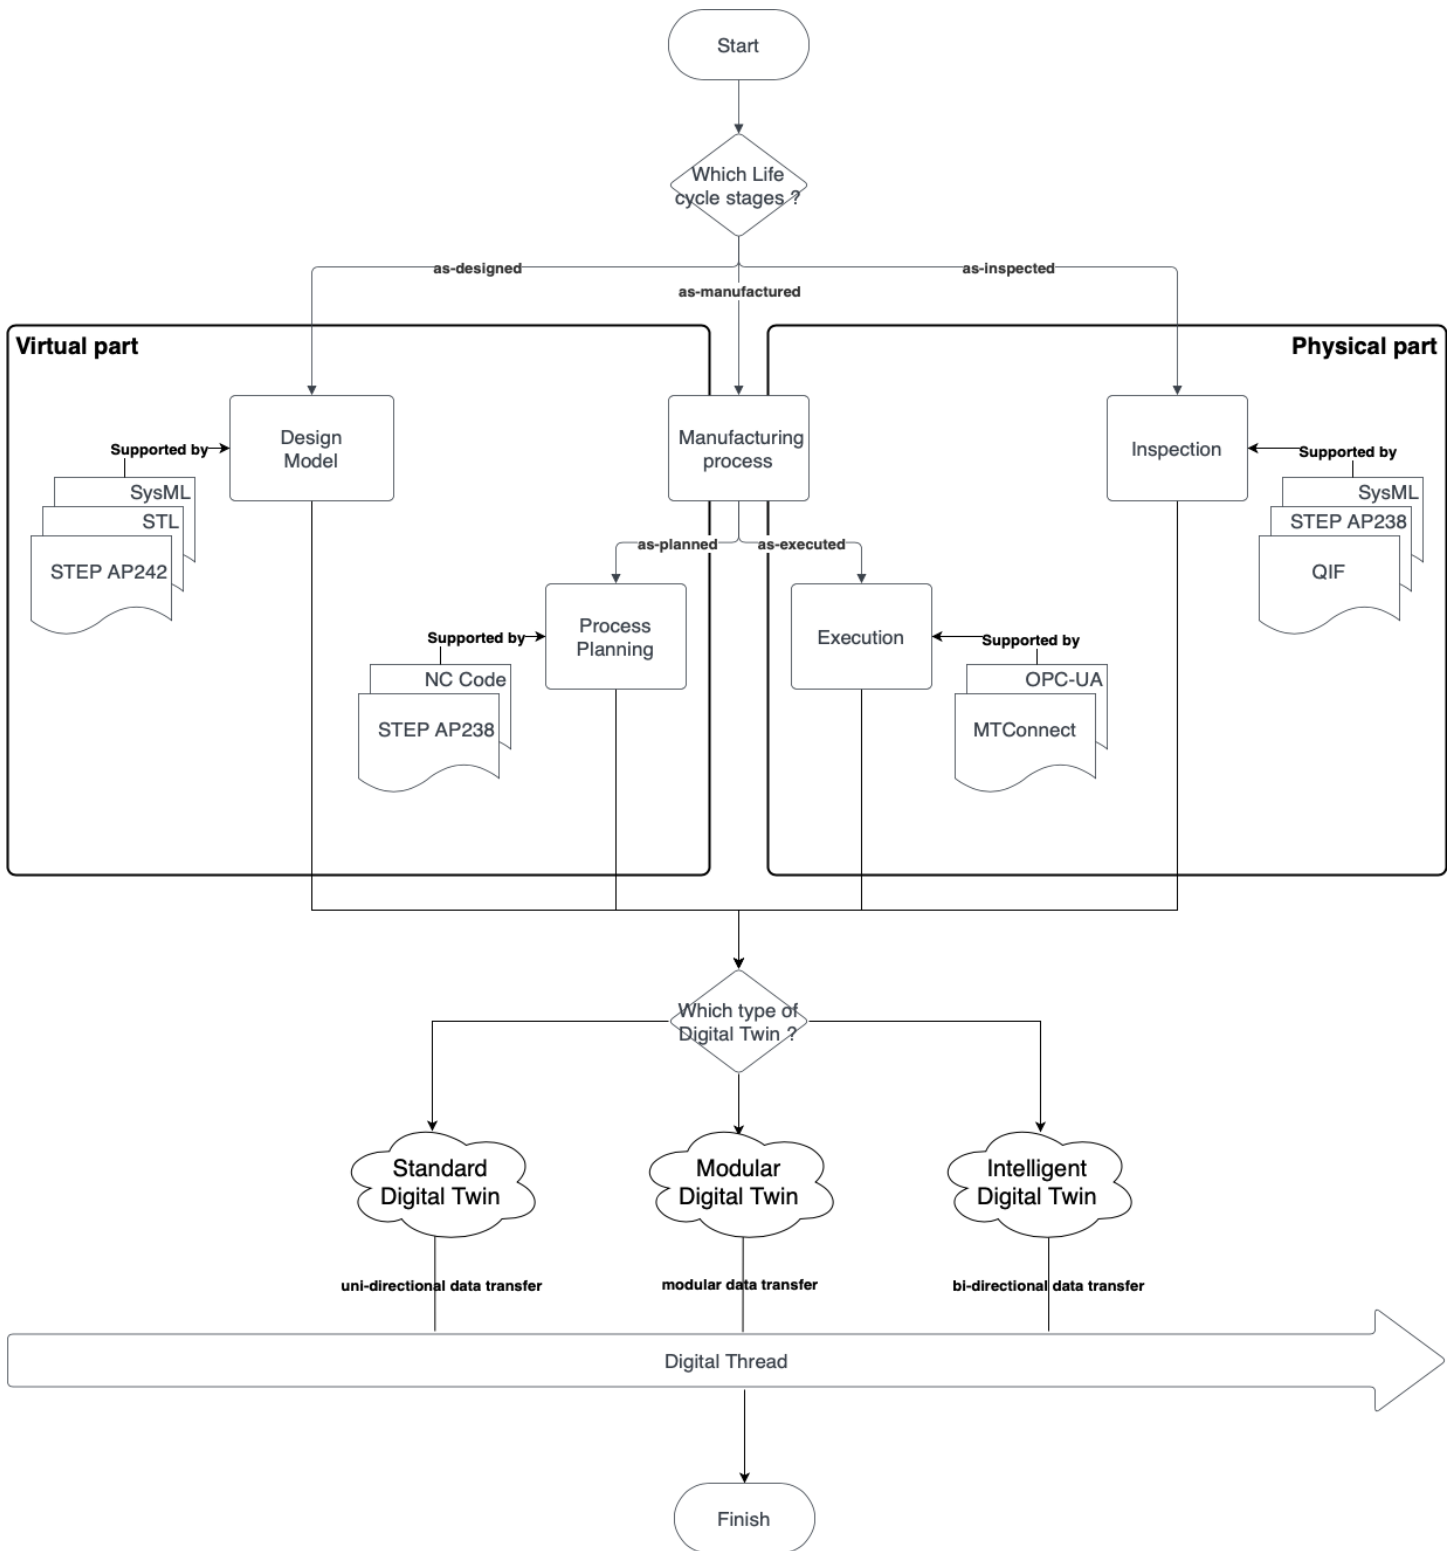 Start
Which Life
cycle stages ?
as-designed
as-inspected
as-manufactured
Virtual part
Physical part
Design
Model
Manufacturing
process
Inspection
Supported by
Supported by
SysML
STL
STEP AP242
SysML
STEP AP238
QIF
as-planned
as-executed
Process
Planning
Execution
Supported by
Supported by
NC Code
STEP AP238
OPC-UA
MTConnect
Which type of
Digital Twin ?
Standard
Digital Twin
Modular
Digital Twin
Intelligent
Digital Twin
uni-directional data transfer
modular data transfer
bi-directional data transfer
Digital Thread
Finish